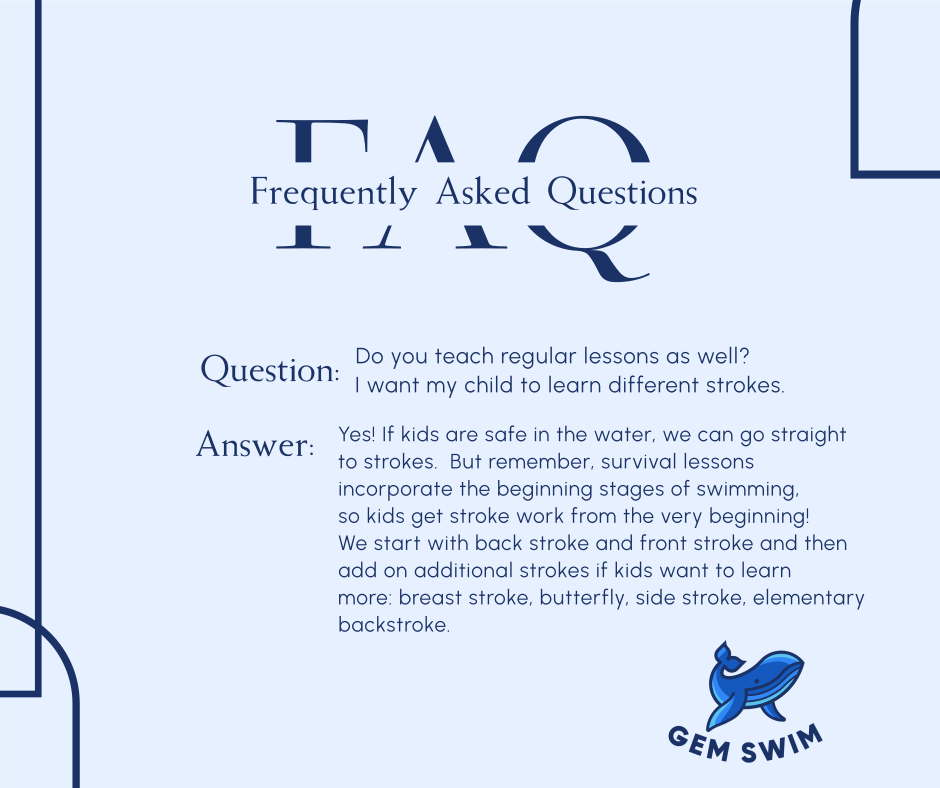 FAQ
Frequently Asked Questions
Question:
Do you teach regular lessons as well?
I want my child to learn different strokes.
Answer:
Yes! If kids are safe in the water, we can go straight
to strokes.  But remember, survival lessons
incorporate the beginning stages of swimming,
so kids get stroke work from the very beginning!
We start with back stroke and front stroke and then
add on additional strokes if kids want to learn
more: breast stroke, butterfly, side stroke, elementary
backstroke.
GEM SWIM